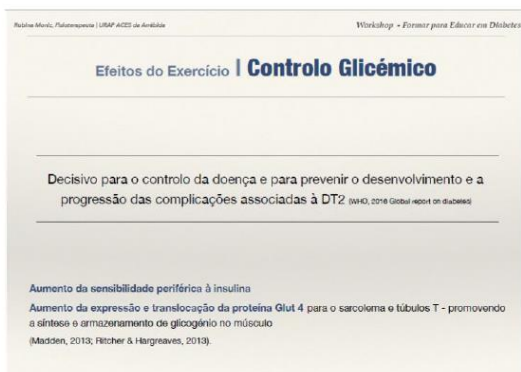 Rubina Moniz, Fisioterapeuta | URAP ACES da Arrábida
Workshop - Formar para Educar em Diabetes
Efeitos do Exercício | Controlo Glicémico
Decisivo para o controlo da doença e para prevenir o desenvolvimento e a
progressão das complicações associadas à DT2 (WHO, 2016 Global report on diabetes)
Aumento da sensibilidade periférica à insulina
Aumento da expressão e translocação da proteína Glut 4 para o sarcolema e túbulos T - promovendo
a síntese e armazenamento de glicogénio no músculo
(Madden, 2013; Ritcher & Hargreaves, 2013).